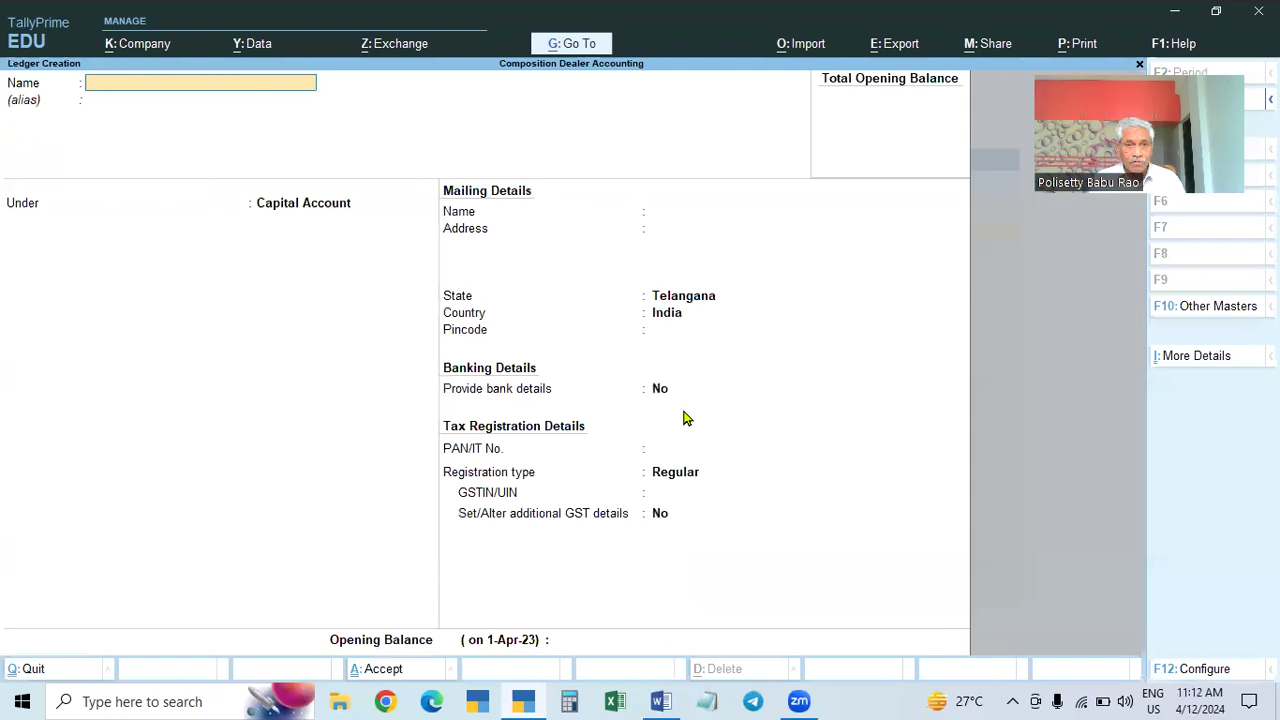 TallyPrime
EDU
MANAGE
K: Company
Y: Data
Z: Exchange
G: Go To
O: Import
E: Export
M: Share
P: Print
F1: Help
Ledger Creation
Composition Dealer Accounting
Name :
(alias) :
Total Opening Balance
F2: Period
Polisetty Babu Rao
Under : Capital Account
Mailing Details
Name :
Address :
State : Telangana
Country : India
Pincode :
Banking Details
Provide bank details : No
Tax Registration Details
PAN/IT No. :
Registration type : Regular
GSTIN/UIN :
Set/Alter additional GST details : No
F6
F7
F8
F9
F10: Other Masters
I: More Details
Opening Balance ( on 1-Apr-23) :
Q: Quit
A: Accept
D: Delete
F12: Configure
Type here to search
27°C
ENG
US
11:12 AM
4/12/2024